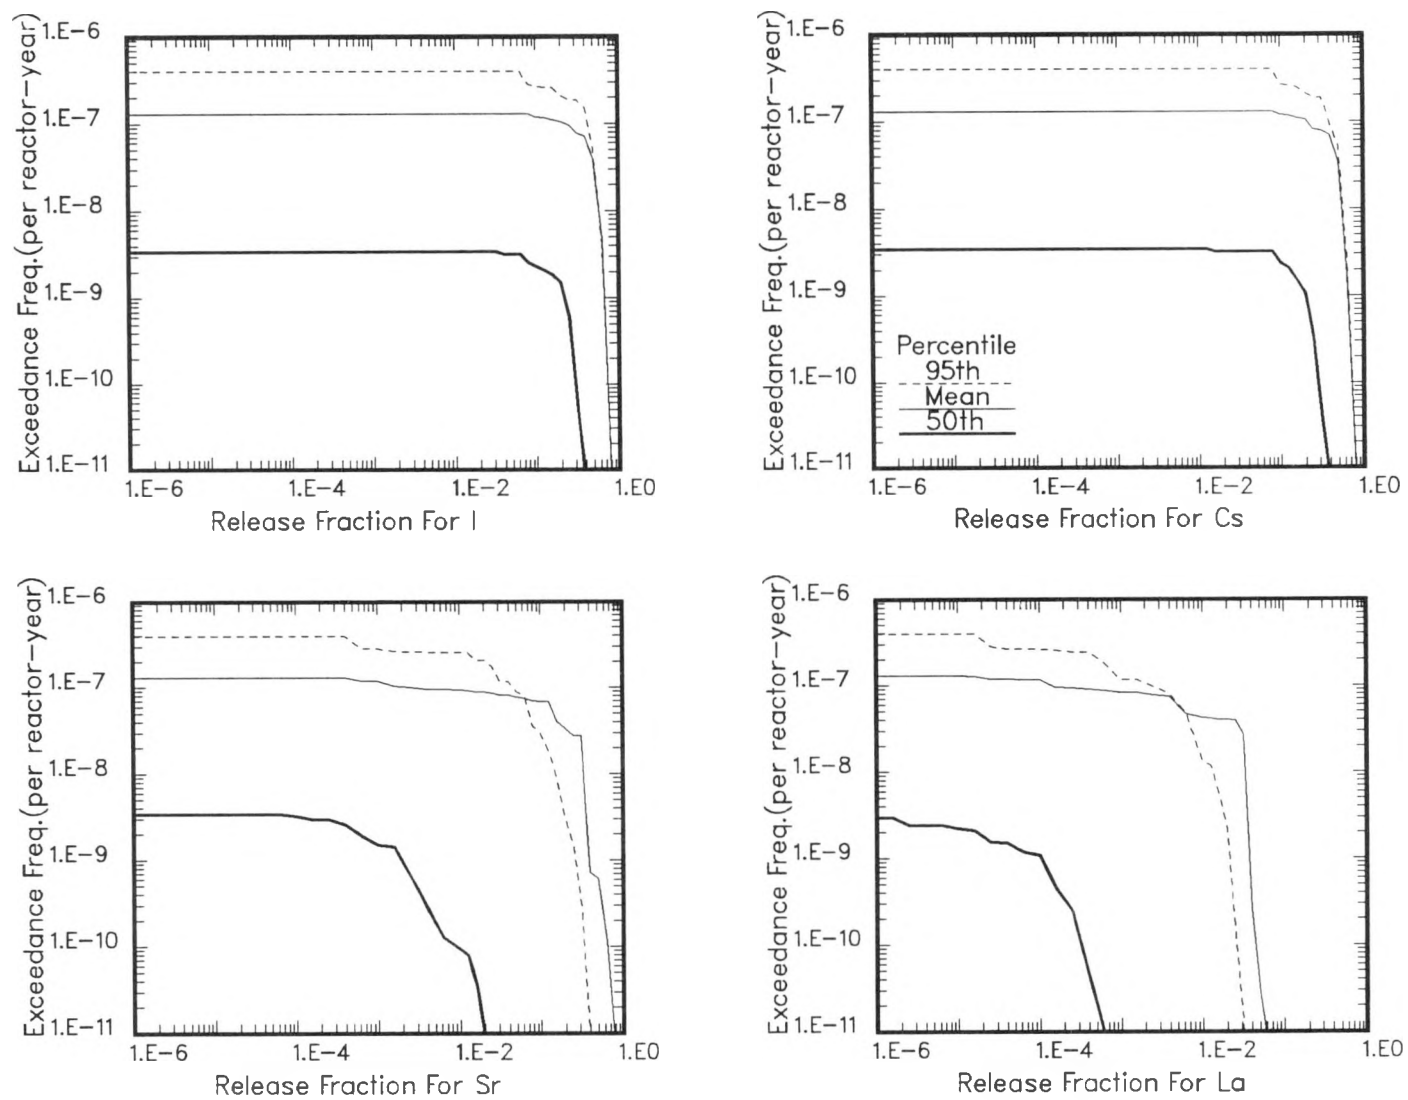 Exceedance Freq.(per reactor-year)
1.E-6
1.E-7
1.E-8
1.E-9
1.E-10
1.E-11
1.E-6
1.E-4
1.E-2
1.E0
Release Fraction For I
Exceedance Freq.(per reactor-year)
1.E-6
1.E-7
1.E-8
1.E-9
1.E-10
1.E-11
Percentile
95th
Mean
50th
1.E-6
1.E-4
1.E-2
1.E0
Release Fraction For Cs
Exceedance Freq.(per reactor-year)
1.E-6
1.E-7
1.E-8
1.E-9
1.E-10
1.E-11
1.E-6
1.E-4
1.E-2
1.E0
Release Fraction For Sr
Exceedance Freq.(per reactor-year)
1.E-6
1.E-7
1.E-8
1.E-9
1.E-10
1.E-11
1.E-6
1.E-4
1.E-2
1.E0
Release Fraction For La